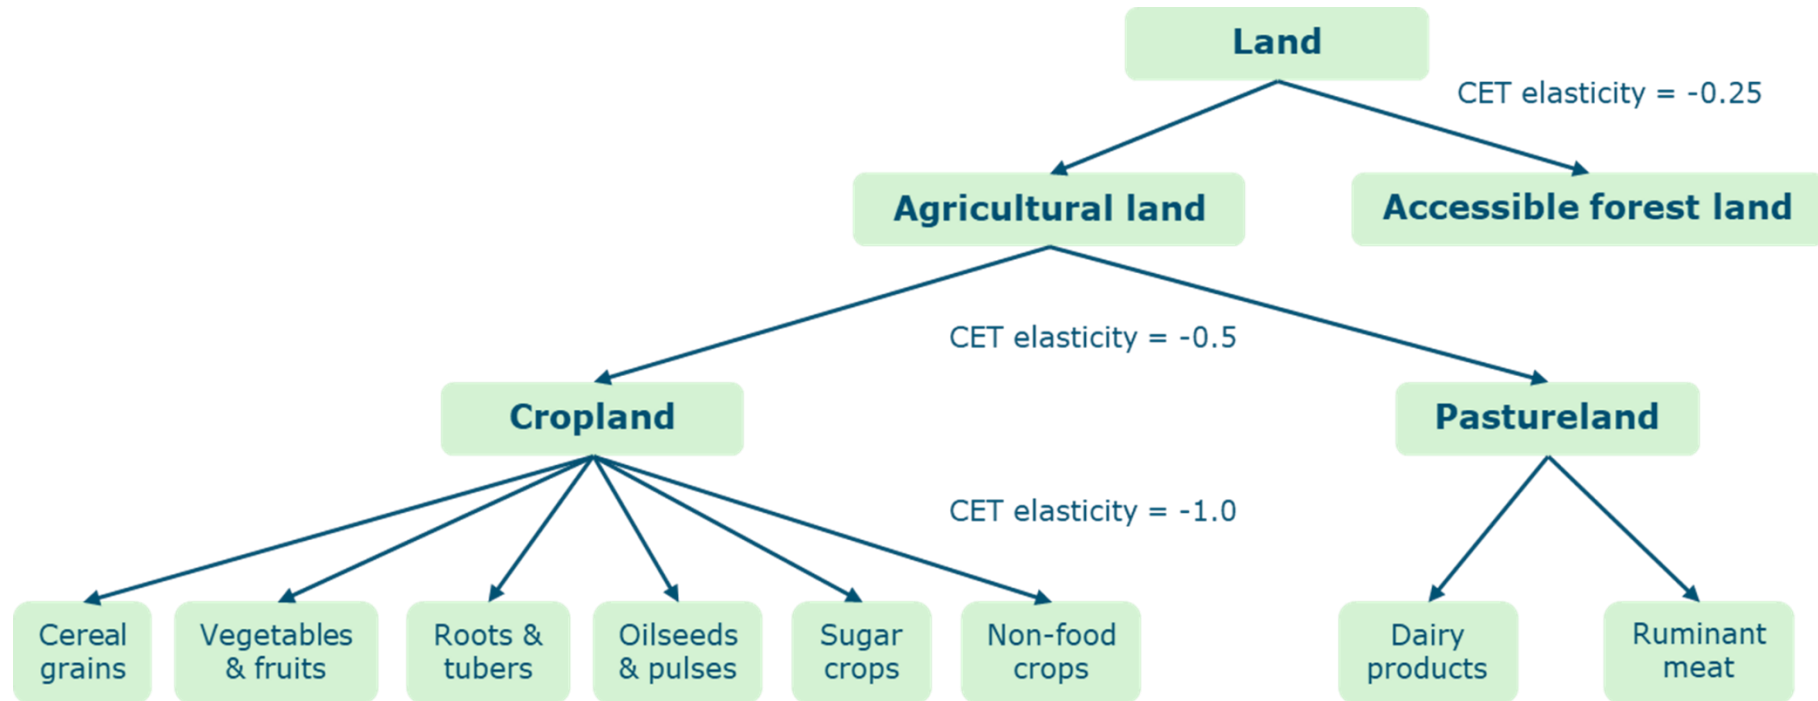 Land
CET elasticity = -0.25
Agricultural land
Accessible forest land
CET elasticity = -0.5
Cropland
Pastureland
CET elasticity = -1.0
Cereal
grains
Vegetables
& fruits
Roots &
tubers
Oilseeds
& pulses
Sugar
crops
Non-food
crops
Dairy
products
Ruminant
meat